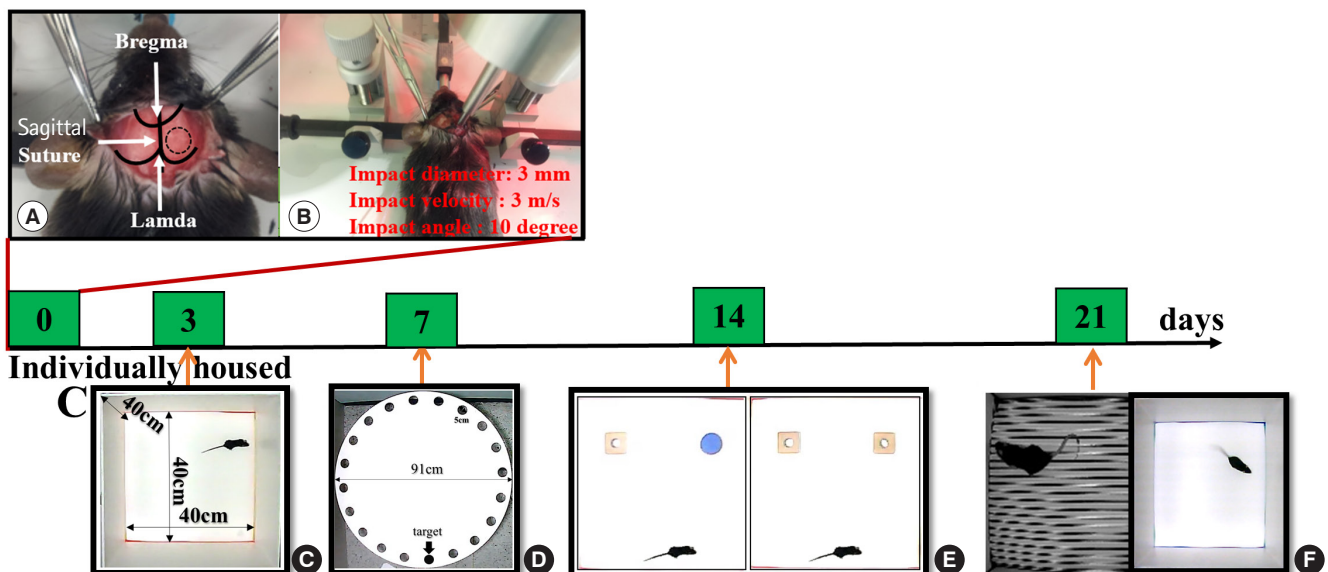 Bregma
Sagittal
Suture
Lamda
A
B
Impact diameter: 3 mm
Impact velocity : 3 m/s
Impact angle : 10 degree
0
3
7
14
21
days
Individually housed
C
40cm
40cm
40cm
C
5cm
91cm
target
D
E
F